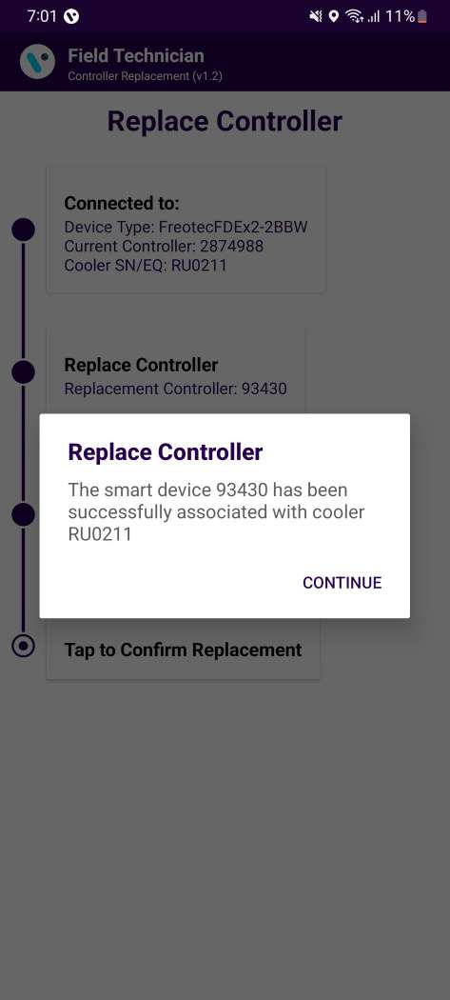 7:01 11%
Field Technician
Controller Replacement (v1.2)
Replace Controller
Connected to:
Device Type: FreotecFDEx2-2BBW
Current Controller: 2874988
Cooler SN/EQ: RU0211
Replace Controller
Replacement Controller: 93430
Replace Controller
The smart device 93430 has been
successfully associated with cooler
RU0211
CONTINUE
Tap to Confirm Replacement